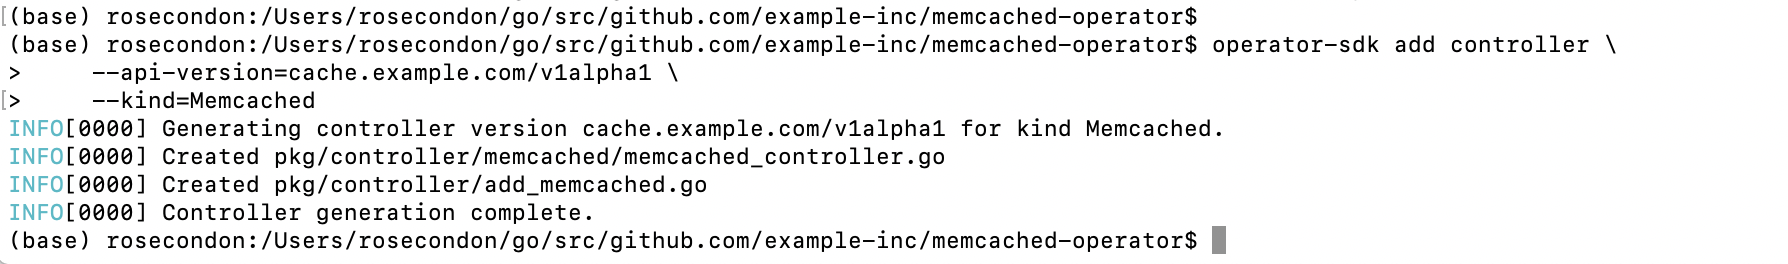 [(base) rosecondon:/Users/rosecondon/go/src/github.com/example-inc/memcached-operator$
(base) rosecondon:/Users/rosecondon/go/src/github.com/example-inc/memcached-operator$ operator-sdk add controller \
>     --api-version=cache.example.com/v1alpha1 \
[>     --kind=Memcached
INFO[0000] Generating controller version cache.example.com/v1alpha1 for kind Memcached.
INFO[0000] Created pkg/controller/memcached/memcached_controller.go
INFO[0000] Created pkg/controller/add_memcached.go
INFO[0000] Controller generation complete.
(base) rosecondon:/Users/rosecondon/go/src/github.com/example-inc/memcached-operator$